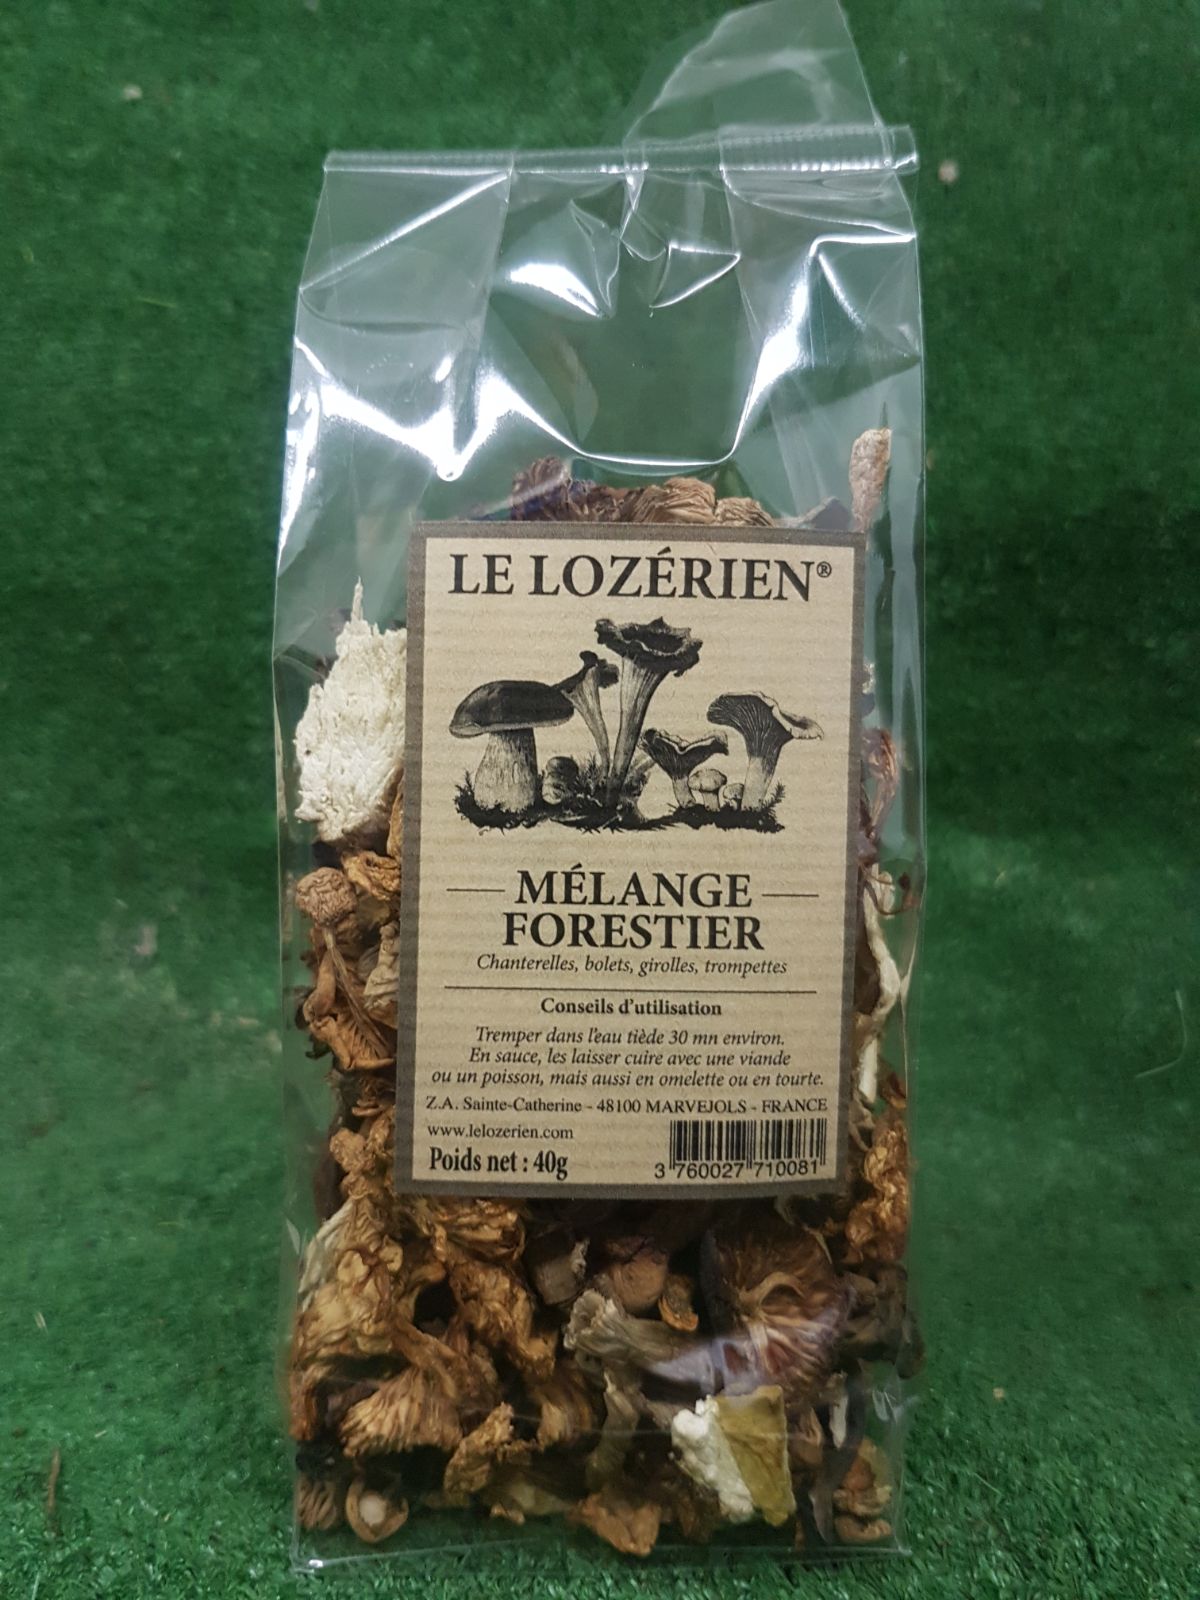 LE LOZÉRIEN®
MÉLANGE
FORESTIER
Chanterelles, bolets, girolles, trompettes
Conseils d'utilisation
Tremper dans l'eau tiède 30 mn environ.
En sauce, les laisser cuire avec une viande
ou un poisson, mais aussi en omelette ou en tourte.
Z.A. Sainte-Catherine - 48100 MARVEJOLS - FRANCE
www.lelozerien.com
Poids net : 40g
3 760027 710081